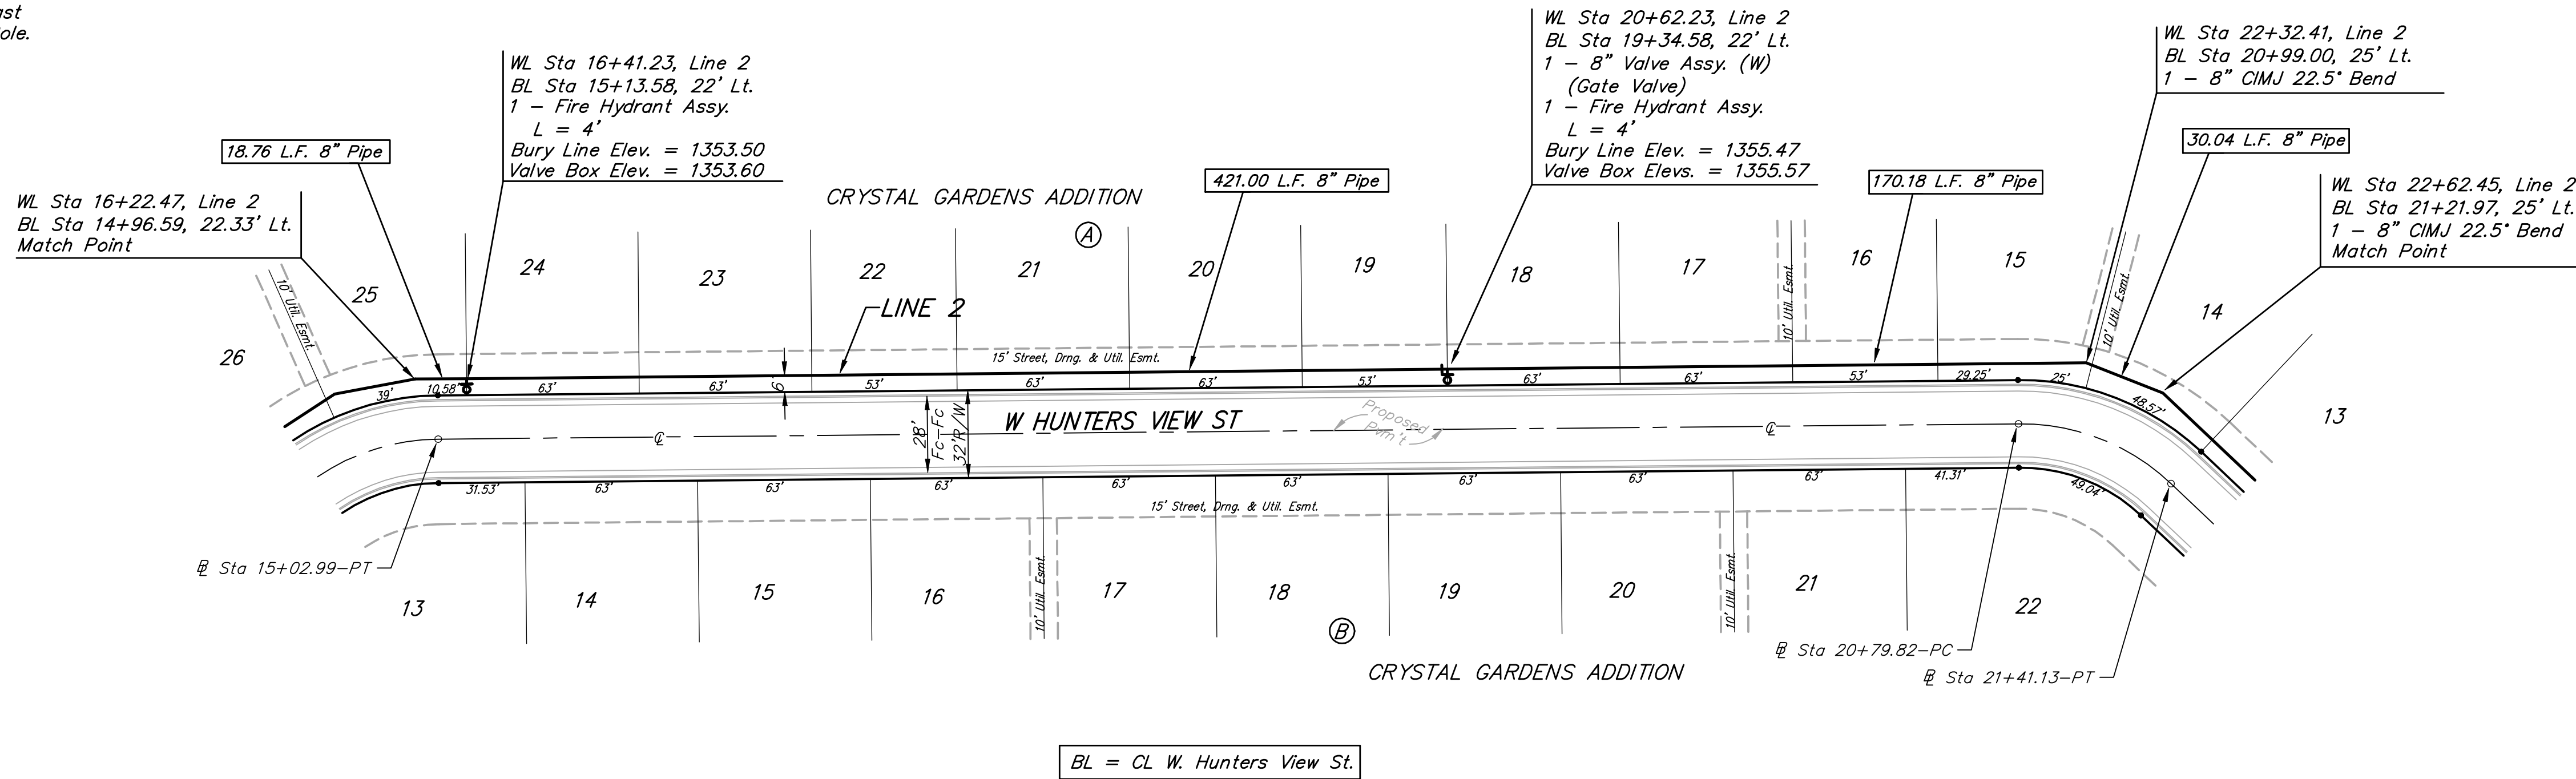 ast
ole.
WL Sta 16+22.47, Line 2
BL Sta 14+96.59, 22.33' Lt.
Match Point
18.76 L.F. 8" Pipe
WL Sta 16+41.23, Line 2
BL Sta 15+13.58, 22' Lt.
1 - Fire Hydrant Assy.
L = 4'
Bury Line Elev. = 1353.50
Valve Box Elev. = 1353.60
CRYSTAL GARDENS ADDITION
A
421.00 L.F. 8" Pipe
WL Sta 20+62.23, Line 2
BL Sta 19+34.58, 22' Lt.
1 - 8" Valve Assy. (W)
(Gate Valve)
1 - Fire Hydrant Assy.
L = 4'
Bury Line Elev. = 1355.47
Valve Box Elevs. = 1355.57
170.18 L.F. 8" Pipe
WL Sta 22+32.41, Line 2
BL Sta 20+99.00, 25' Lt.
1 - 8" CIMJ 22.5° Bend
30.04 L.F. 8" Pipe
WL Sta 22+62.45, Line 2
BL Sta 21+21.97, 25' Lt.
1 - 8" CIMJ 22.5° Bend
Match Point
26
10' Util. Esmt.
25
24
23
22
21
20
19
18
17
10' Util. Esmt.
16
15
10' Util. Esmt.
14
13
LINE 2
15' Street, Drng. & Util. Esmt.
39'
10.58'
63'
63'
6'
53'
63'
63'
53'
63'
63'
53'
29.25'
25'
48.57'
℄
28'
Fc-Fc
32'R/W
W HUNTERS VIEW ST
Proposed
Pvm't
℄
31.53'
63'
63'
63'
63'
63'
63'
63'
63'
41.31'
49.04'
15' Street, Drng. & Util. Esmt.
BL Sta 15+02.99-PT
13
14
15
16
10' Util. Esmt.
17
18
19
20
10' Util. Esmt.
21
22
B
CRYSTAL GARDENS ADDITION
BL Sta 20+79.82-PC
BL Sta 21+41.13-PT
BL = CL W. Hunters View St.